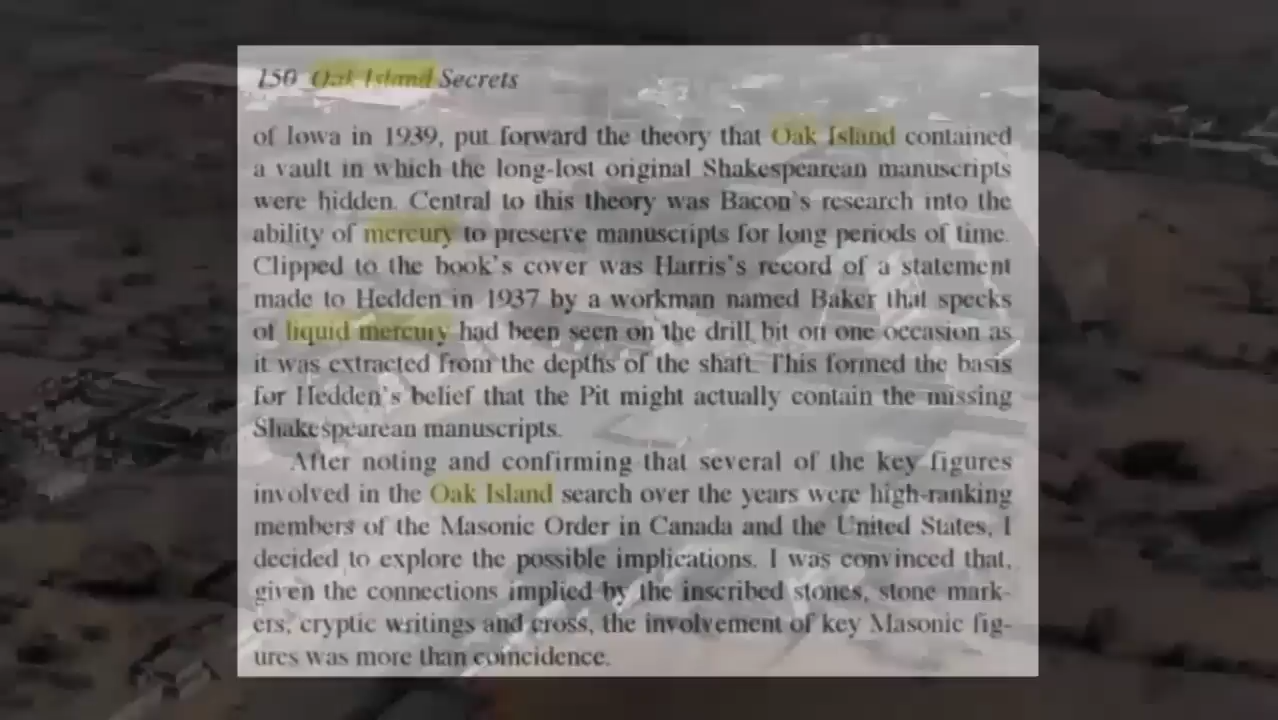 150 Oak Island Secrets
of Iowa in 1939, put forward the theory that Oak Island contained
a vault in which the long-lost original Shakespearean manuscripts
were hidden. Central to this theory was Bacon's research into the
ability of mercury to preserve manuscripts for long periods of time.
Clipped to the book's cover was Harris's record of a statement
made to Hedden in 1937 by a workman named Baker that specks
of liquid mercury had been seen on the drill bit on one occasion as
it was extracted from the depths of the shaft. This formed the basis
for Hedden's belief that the Pit might actually contain the missing
Shakespearean manuscripts.
After noting and confirming that several of the key figures
involved in the Oak Island search over the years were high-ranking
members of the Masonic Order in Canada and the United States, I
decided to explore the possible implications. I was convinced that,
given the connections implied by the inscribed stones, stone mark-
ers, cryptic writings and cross, the involvement of key Masonic fig-
ures was more than coincidence.